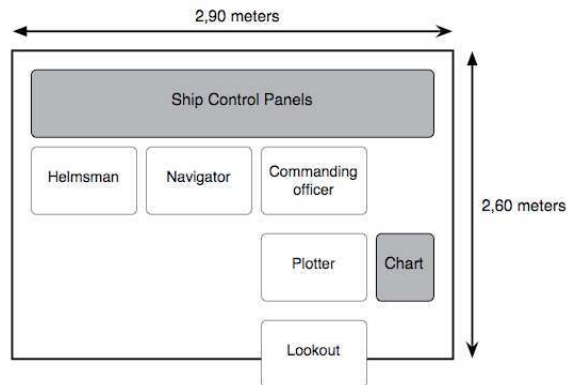 2,90 meters
Ship Control Panels
Helmsman
Navigator
Commanding
officer
2,60 meters
Plotter
Chart
Lookout